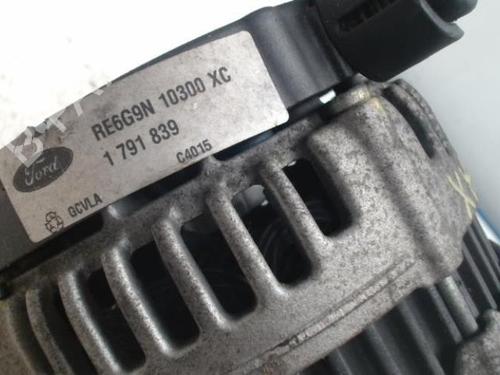 RE6G9N 10300 XC
1 791 839
C4015
Ford
GCVLA